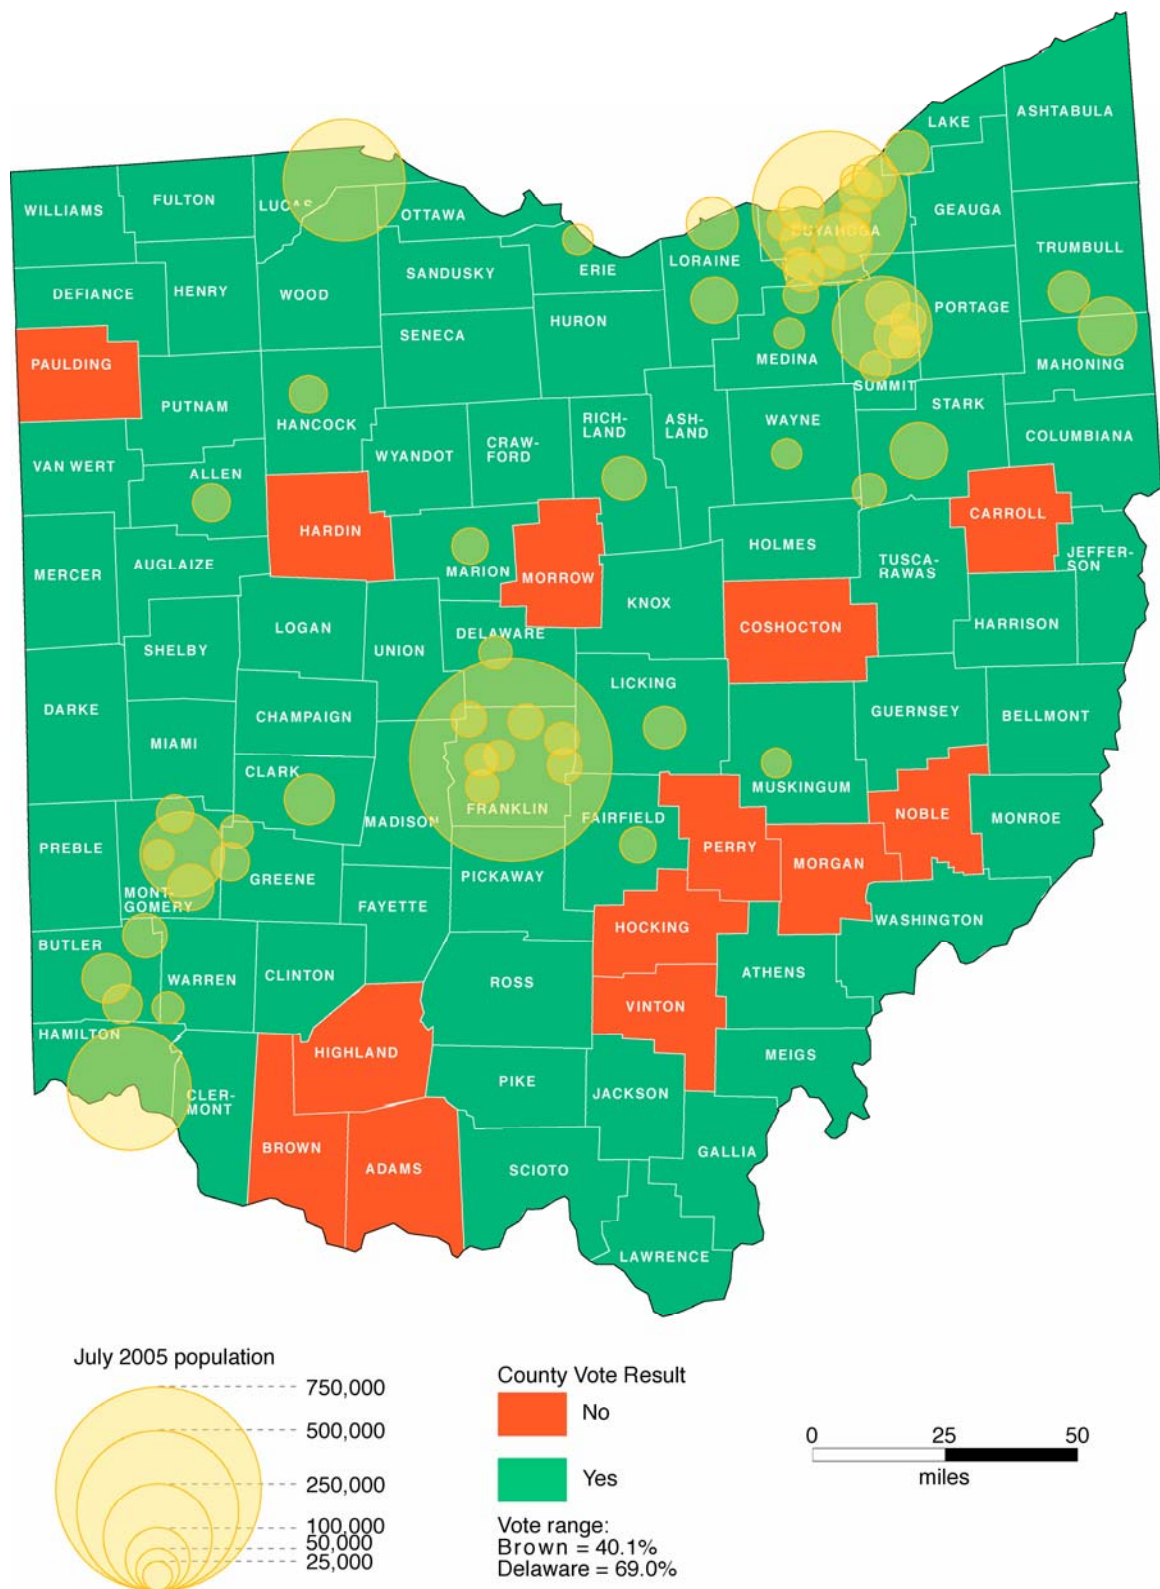 LAKE
ASHTABULA
WILLIAMS
FULTON
LUCAS
OTTAWA
GEAUGA
CUYAHOGA
TRUMBULL
LORAINE
ERIE
SANDUSKY
DEFIANCE
HENRY
WOOD
PORTAGE
HURON
SENECA
PAULDING
MEDINA
MAHONING
SUMMIT
PUTNAM
STARK
HANCOCK
RICH-
LAND
ASH-
LAND
WAYNE
COLUMBIANA
WYANDOT
CRAW-
FORD
VAN WERT
ALLEN
CARROLL
HARDIN
HOLMES
TUSCA-
RAWAS
JEFFER-
SON
AUGLAIZE
MERCER
MARION
MORROW
KNOX
COSHOCTON
HARRISON
LOGAN
DELAWARE
SHELBY
UNION
LICKING
DARKE
CHAMPAIGN
GUERNSEY
BELLMONT
MIAMI
CLARK
MUSKINGUM
FRANKLIN
FAIRFIELD
NOBLE
MONROE
MADISON
PREBLE
PERRY
MORGAN
GREENE
PICKAWAY
MONT-
GOMERY
FAYETTE
WASHINGTON
HOCKING
BUTLER
WARREN
CLINTON
ROSS
ATHENS
VINTON
HAMILTON
HIGHLAND
MEIGS
PIKE
JACKSON
CLER-
MONT
BROWN
ADAMS
SCIOTO
GALLIA
LAWRENCE
July 2005 population
750,000
500,000
250,000
100,000
50,000
25,000
County Vote Result
No
Yes
Vote range:
Brown = 40.1%
Delaware = 69.0%
0 25 50
miles